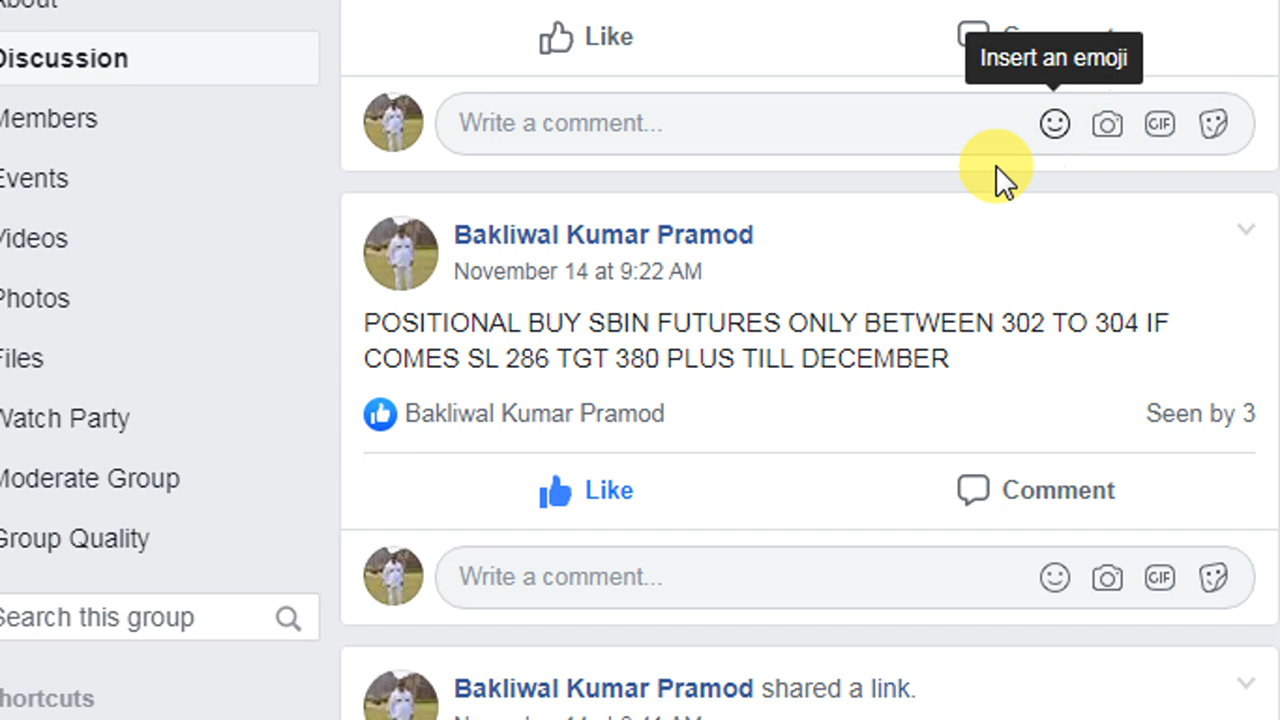 About
Discussion
Members
Events
Videos
Photos
Files
Watch Party
Moderate Group
Group Quality
Search this group
Like
Insert an emoji
Write a comment...
GIF
Bakliwal Kumar Pramod
November 14 at 9:22 AM
POSITIONAL BUY SBIN FUTURES ONLY BETWEEN 302 TO 304 IF
COMES SL 286 TGT 380 PLUS TILL DECEMBER
Bakliwal Kumar Pramod
Seen by 3
Like
Comment
Write a comment...
GIF
Bakliwal Kumar Pramod shared a link.